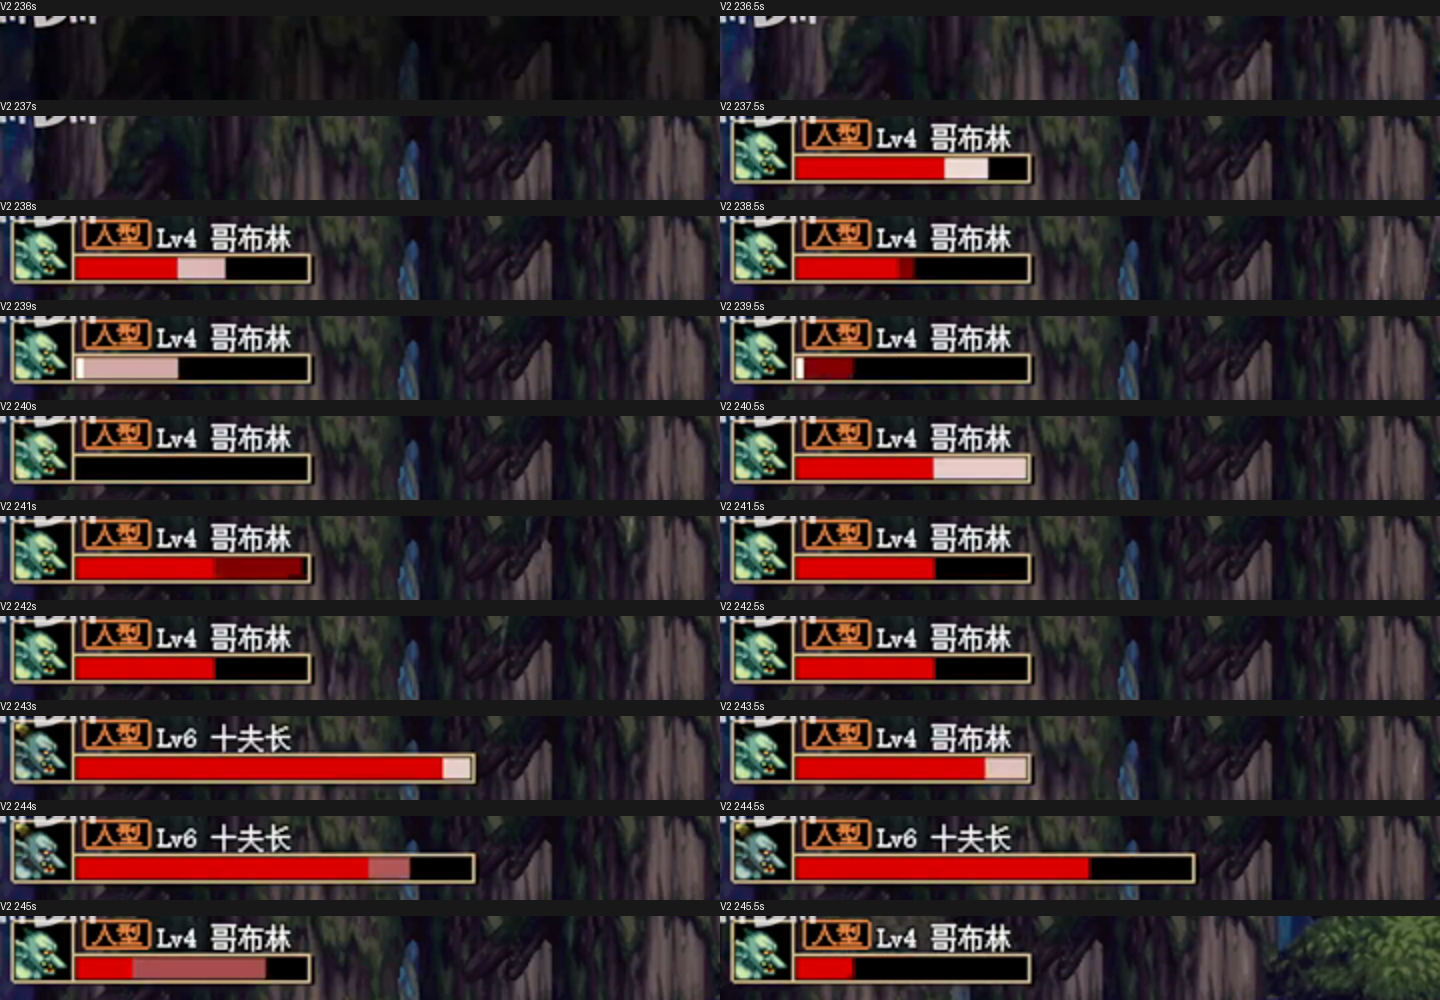 V2 236s
V2 236.5s
V2 237s
V2 237.5s
人型 Lv4 哥布林
V2 238s
人型 Lv4 哥布林
V2 238.5s
人型 Lv4 哥布林
V2 239s
人型 Lv4 哥布林
V2 239.5s
人型 Lv4 哥布林
V2 240s
人型 Lv4 哥布林
V2 240.5s
人型 Lv4 哥布林
V2 241s
人型 Lv4 哥布林
V2 241.5s
人型 Lv4 哥布林
V2 242s
人型 Lv4 哥布林
V2 242.5s
人型 Lv4 哥布林
V2 243s
人型 Lv6 十夫长
V2 243.5s
人型 Lv4 哥布林
V2 244s
人型 Lv6 十夫长
V2 244.5s
人型 Lv6 十夫长
V2 245s
人型 Lv4 哥布林
V2 245.5s
人型 Lv4 哥布林